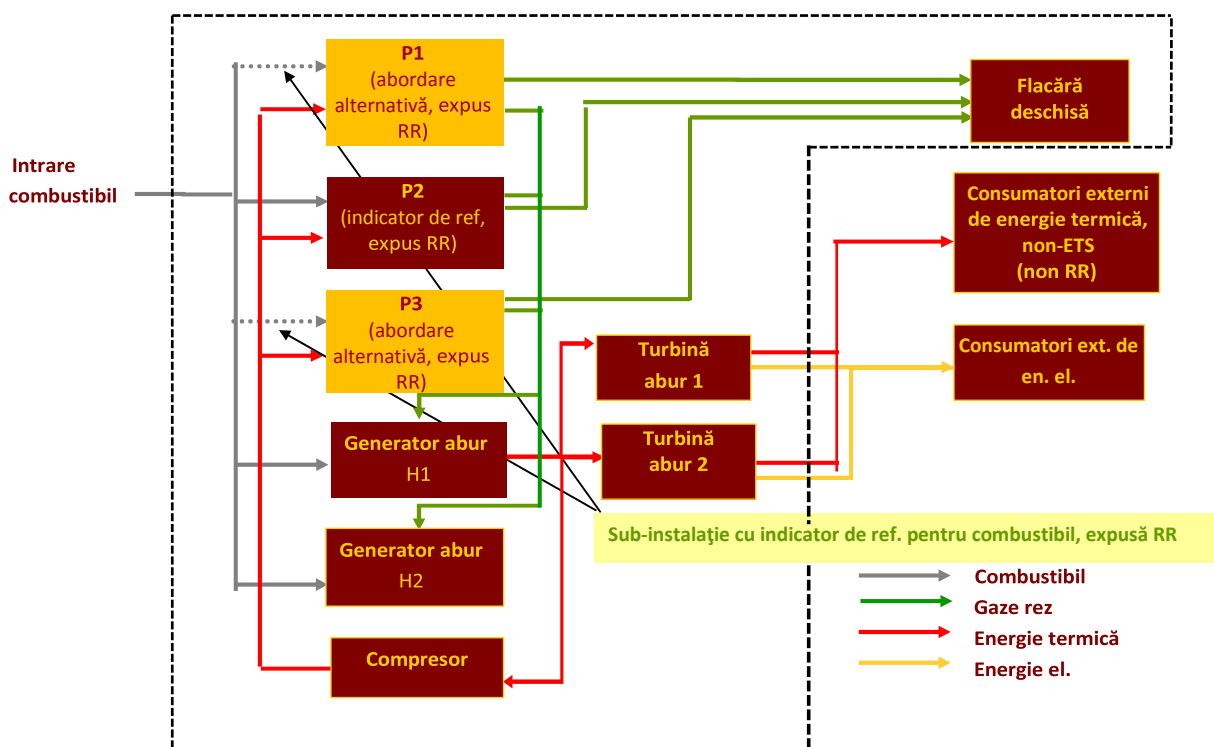 P1
(abordare
alternativă, expus
RR)
Flacără
deschisă
Intrare
combustibil
P2
(indicator de ref,
expus RR)
Consumatori externi
de energie termică,
non-ETS
(non RR)
P3
(abordare
alternativă, expus
RR)
Turbină
abur 1
Consumatori ext. de
en. el.
Generator abur
H1
Turbină
abur 2
Sub-instalaţie cu indicator de ref. pentru combustibil, expusă RR
Generator abur
H2
Combustibil
Gaze rez
Energie termică
Energie el.
Compresor